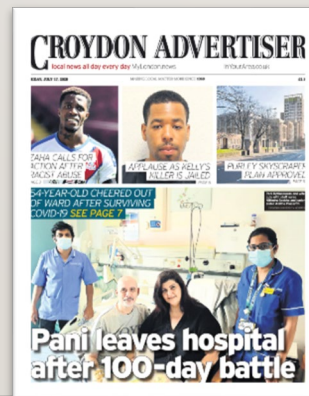 CROYDON ADVERTISER
local news all day every day MyLondon.news
ZAHA CALLS FOR
ACTION AFTER
RACIST ABUSE
APPLAUSE AS KELLY'S
KILLER IS JAILED
PURLEY SKYSCRAPER
PLAN APPROVED
54-YEAR-OLD CHEERED OUT
OF WARD AFTER SURVIVING
COVID-19 SEE PAGE 7
Pani leaves hospital
after 100-day battle